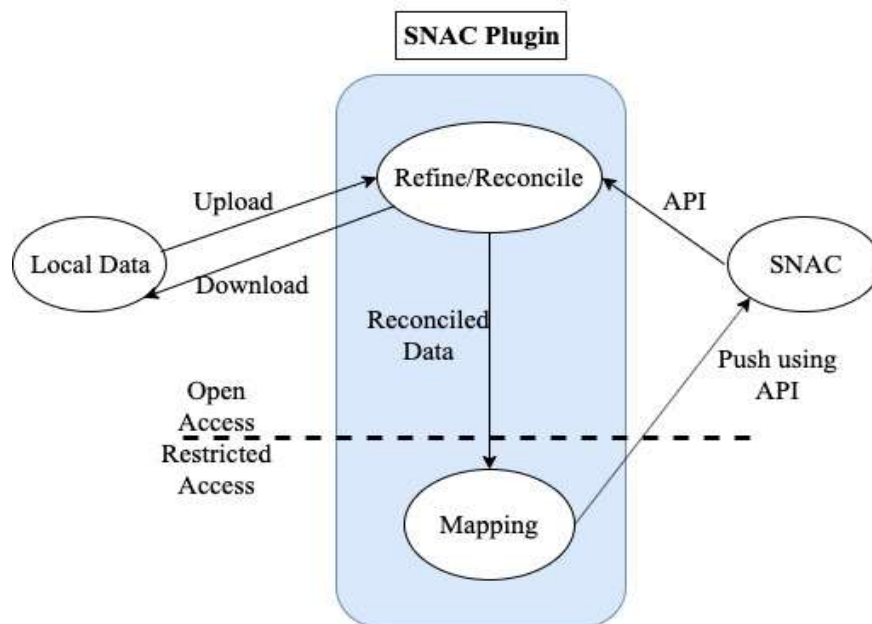 SNAC Plugin
Refine/Reconcile
Upload
API
Local Data
SNAC
Download
Reconciled
Data
Push using
API
Open
Access
Restricted
Access
Mapping